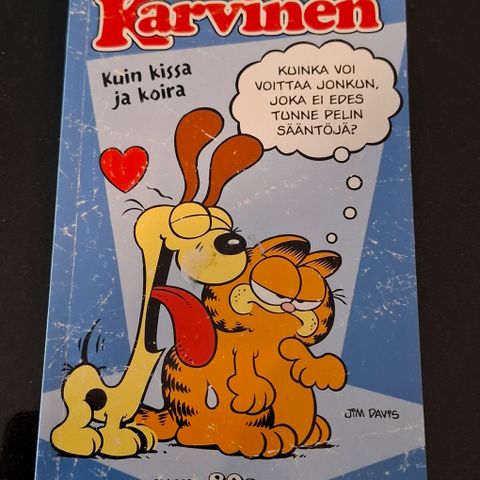 Karvinen
Kuin kissa
ja koira
KUINKA VOI
VOITTAA JONKUN,
JOKA EI EDES
TUNNE PELIN
SÄÄNTÖJÄ?
JIM DAVIS